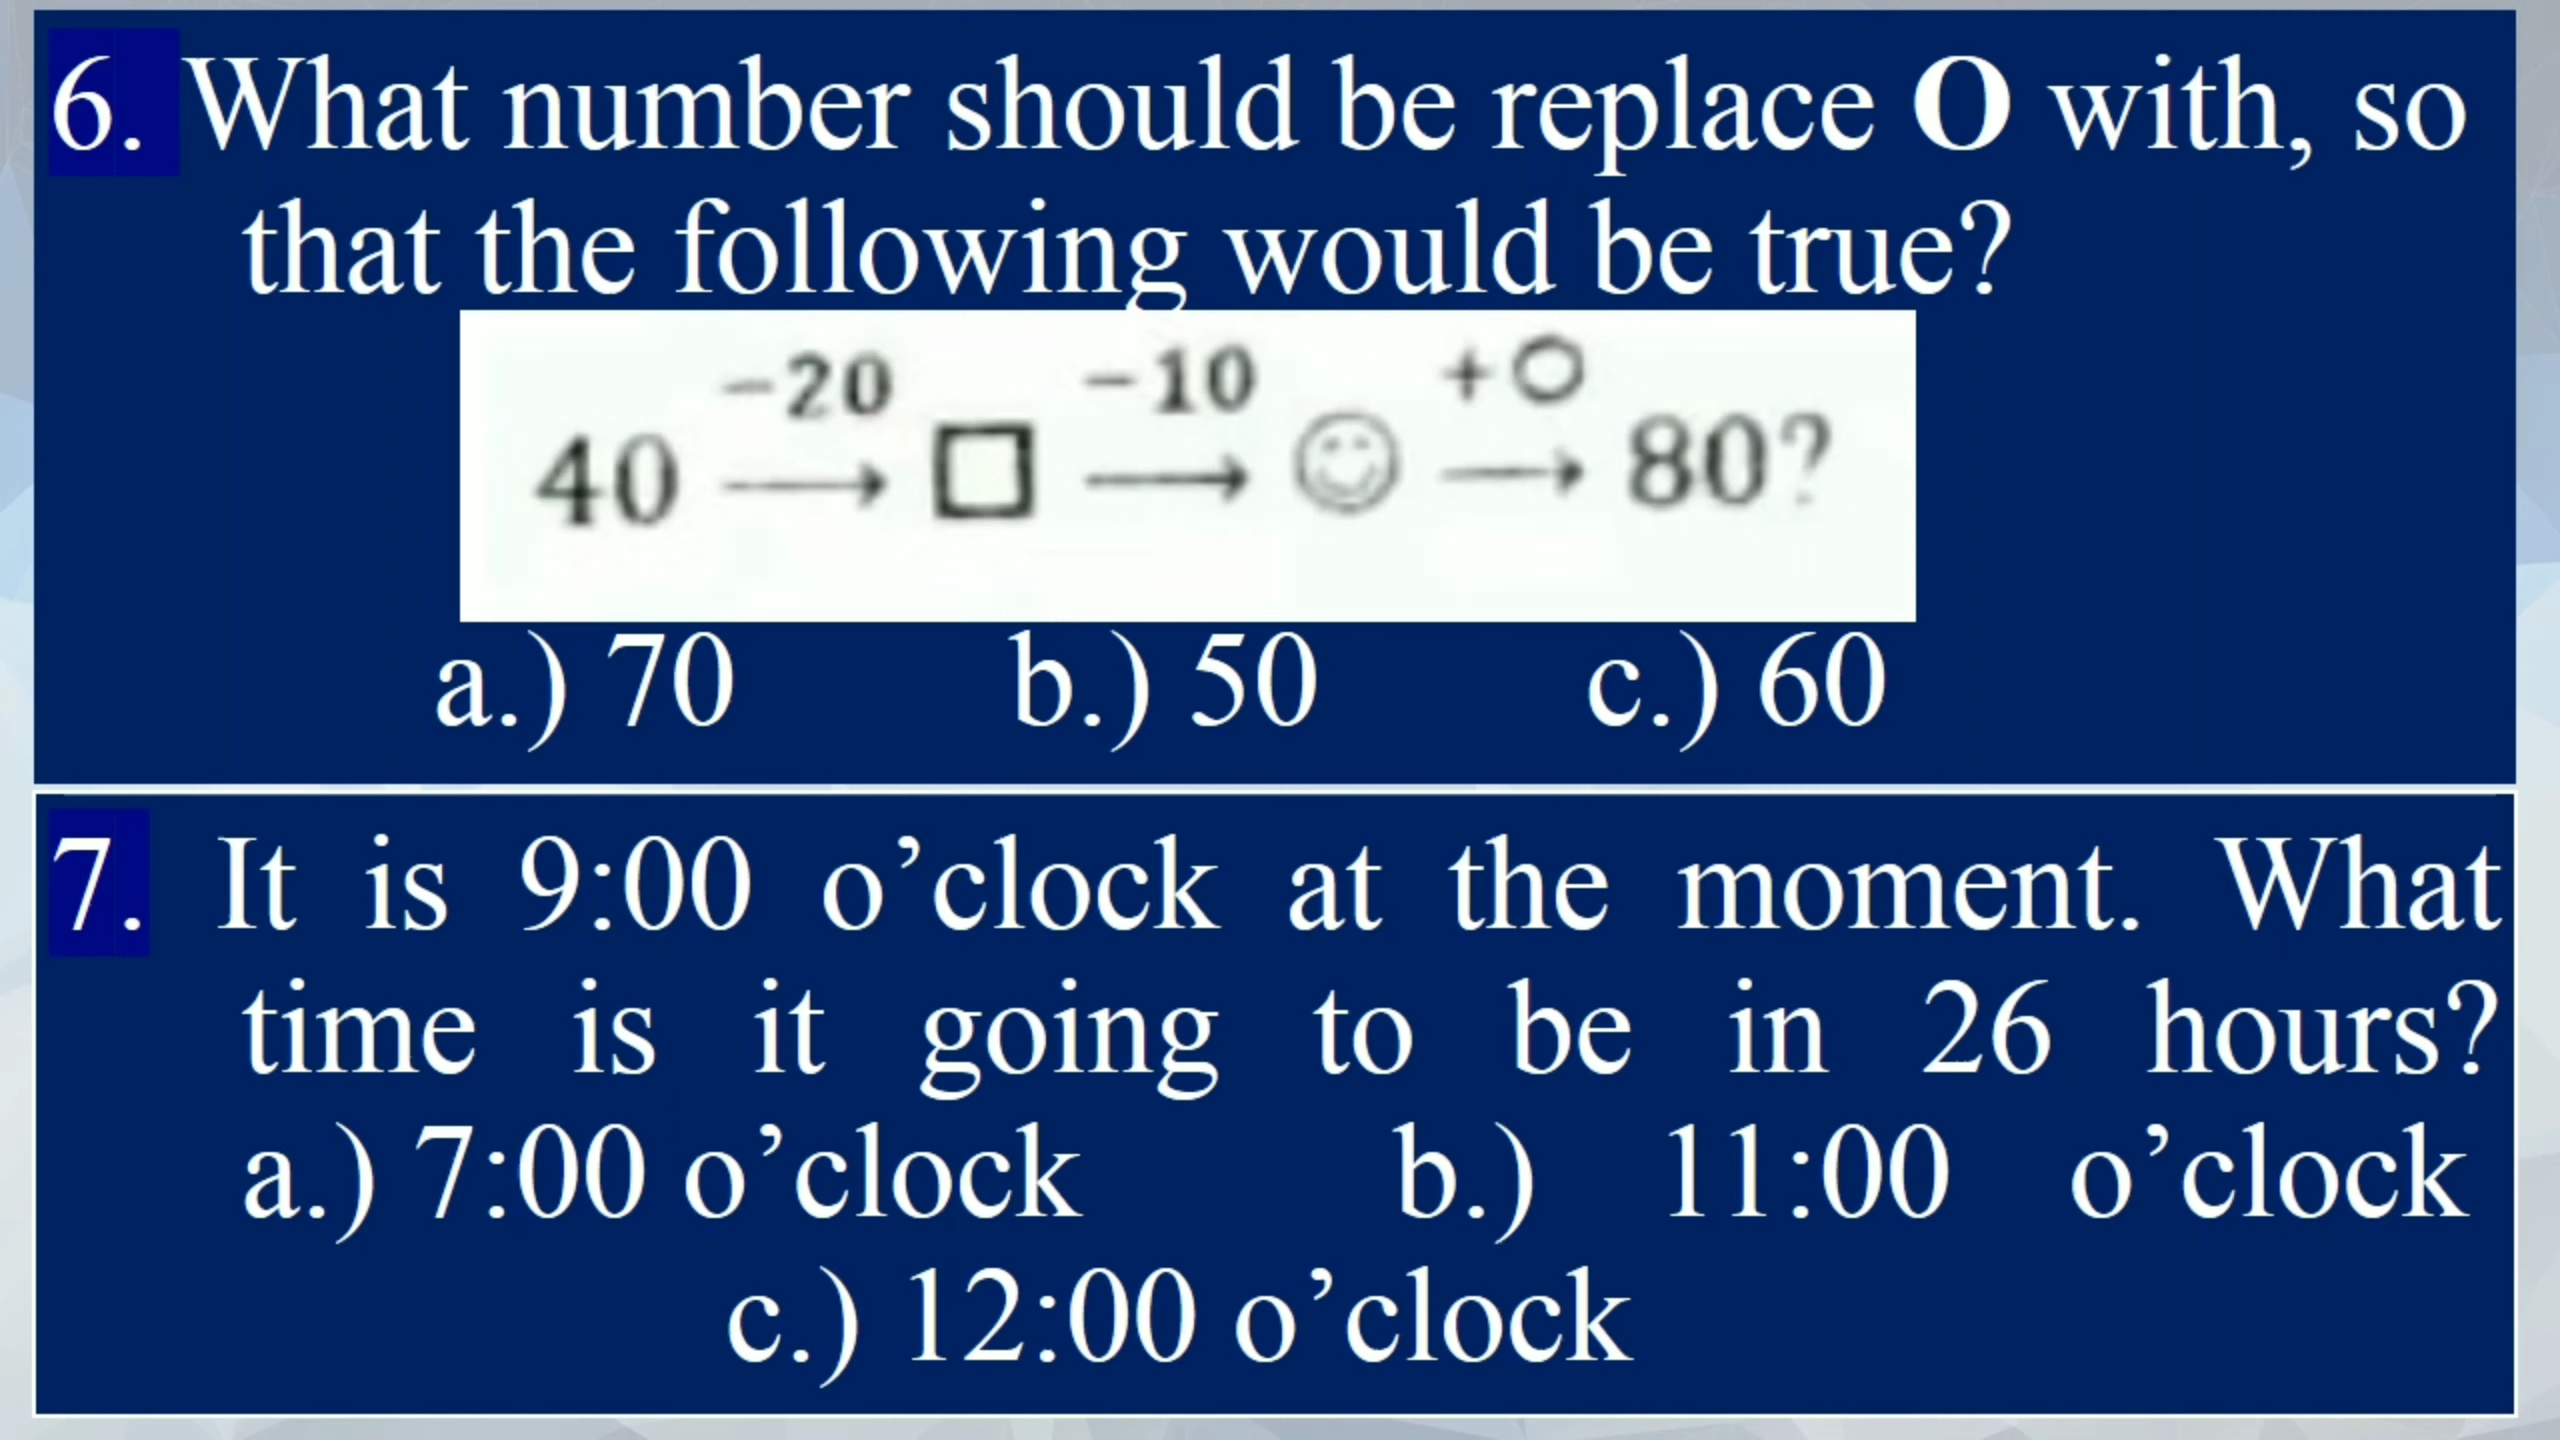 6. What number should be replace O with, so
that the following would be true?
-20 -10 +○
40 → □ → ☺ → 80?
a.) 70 b.) 50 c.) 60
7. It is 9:00 o’clock at the moment. What
time is it going to be in 26 hours?
a.) 7:00 o’clock b.) 11:00 o’clock
c.) 12:00 o’clock